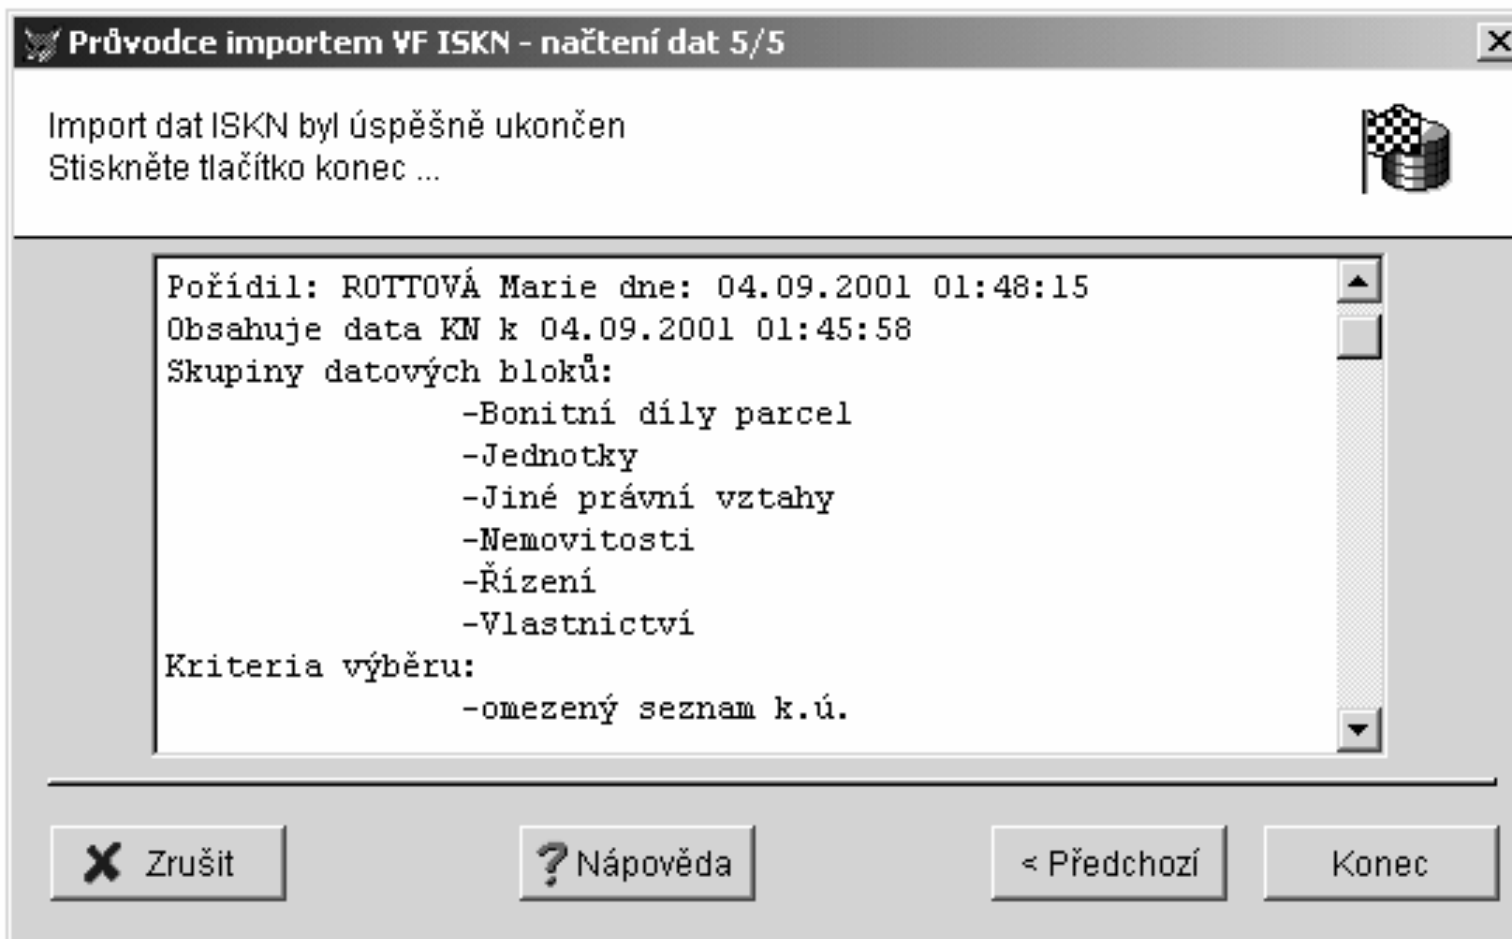 Průvodce importem VF ISKN - načtení dat 5/5
Import dat ISKN byl úspěšně ukončen
Stiskněte tlačítko konec ...
Pořídil: ROTTOVÁ Marie dne: 04.09.2001 01:48:15
Obsahuje data KN k 04.09.2001 01:45:58
Skupiny datových bloků:
-Bonitní díly parcel
-Jednotky
-Jiné právní vztahy
-Nemovitosti
-Řízení
-Vlastnictví
Kriteria výběru:
-omezený seznam k.ú.
Zrušit
Nápověda
< Předchozí
Konec